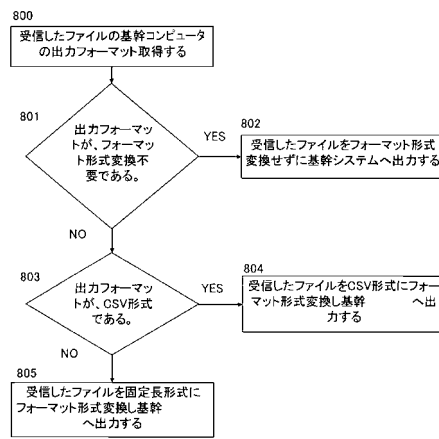 800
受信したファイルの基幹コンピュータ
の出力フォーマット取得する
801
出力フォーマッ
トが、フォーマッ
ト形式変換不
要である。
YES
802
受信したファイルをフォーマット形式
変換せずに基幹システムへ出力する
NO
803
出力フォーマッ
トが、CSV形式
である。
YES
804
受信したファイルをCSV形式にフォー
マット形式変換し基幹 へ出
力する
NO
805
受信したファイルを固定長形式に
フォーマット形式変換し基幹
へ出力する